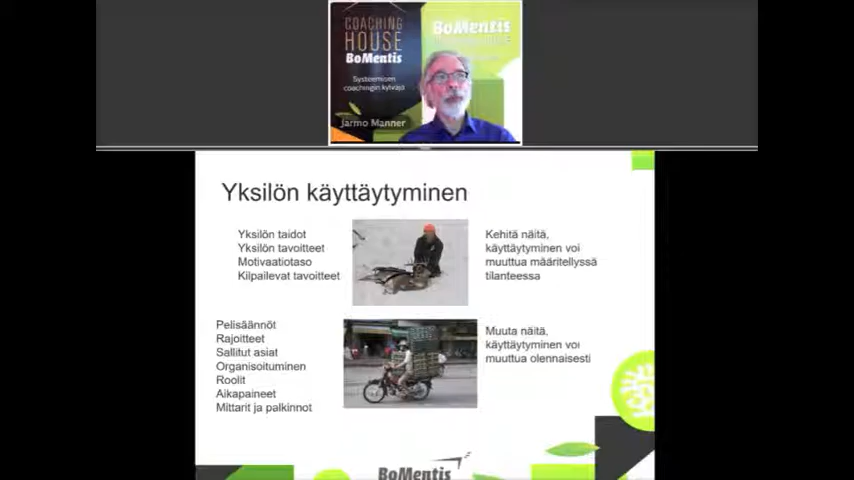 COACHING
HOUSE
BoMentis
Systeemisen
coachingin kylväjä
BoMentis
Jarmo Manner
Yksilön käyttäytyminen
Yksilön taidot
Yksilön tavoitteet
Motivaatiotaso
Kilpailevat tavoitteet
Kehitä näitä,
käyttäytyminen voi
muuttua määritellyssä
tilanteessa
Pelisäännöt
Rajoitteet
Sallitut asiat
Organisoituminen
Roolit
Aikapaineet
Mittarit ja palkinnot
Muuta näitä,
käyttäytyminen voi
muuttua olennaisesti
BoMentis